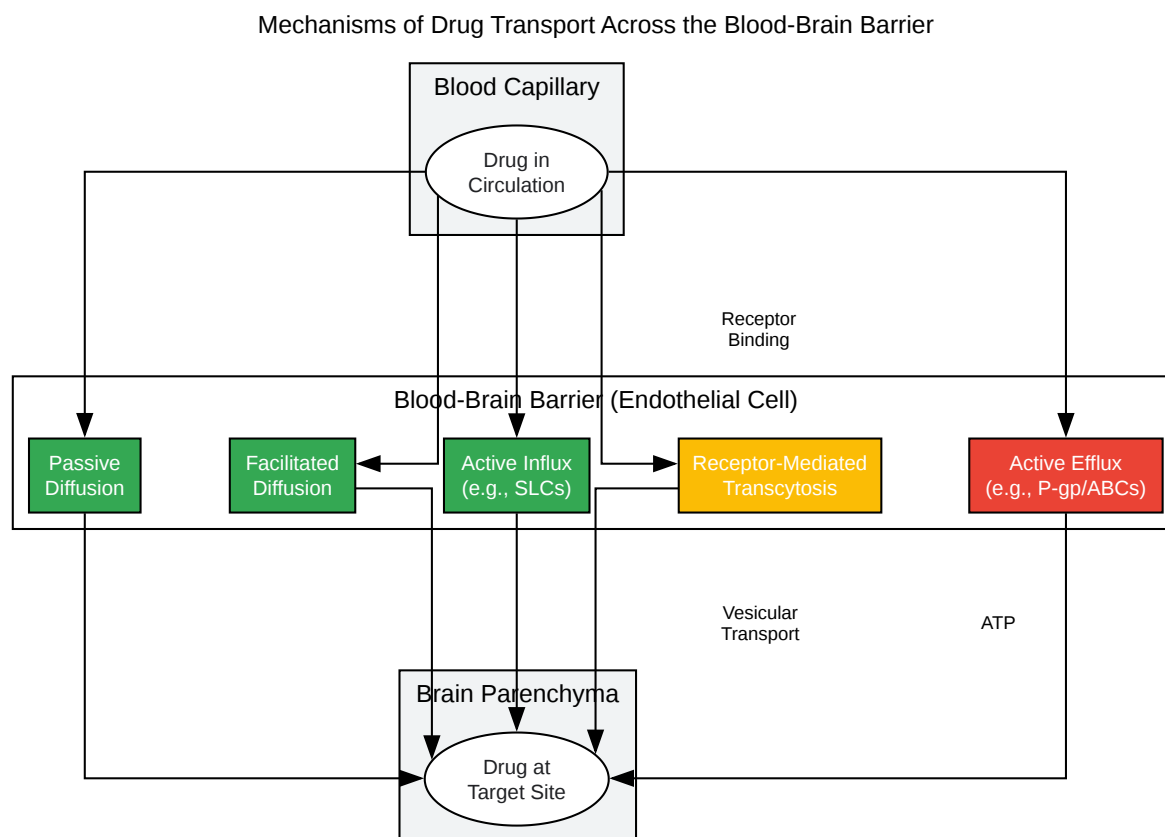 Mechanisms of Drug Transport Across the Blood-Brain Barrier
Blood Capillary
Drug in
Circulation
Receptor
Binding
Blood-Brain Barrier (Endothelial Cell)
Passive
Diffusion
Facilitated
Diffusion
Active Influx
(e.g., SLCs)
Receptor-Mediated
Transcytosis
Active Efflux
(e.g., P-gp/ABCs)
Vesicular
Transport
ATP
Brain Parenchyma
Drug at
Target Site